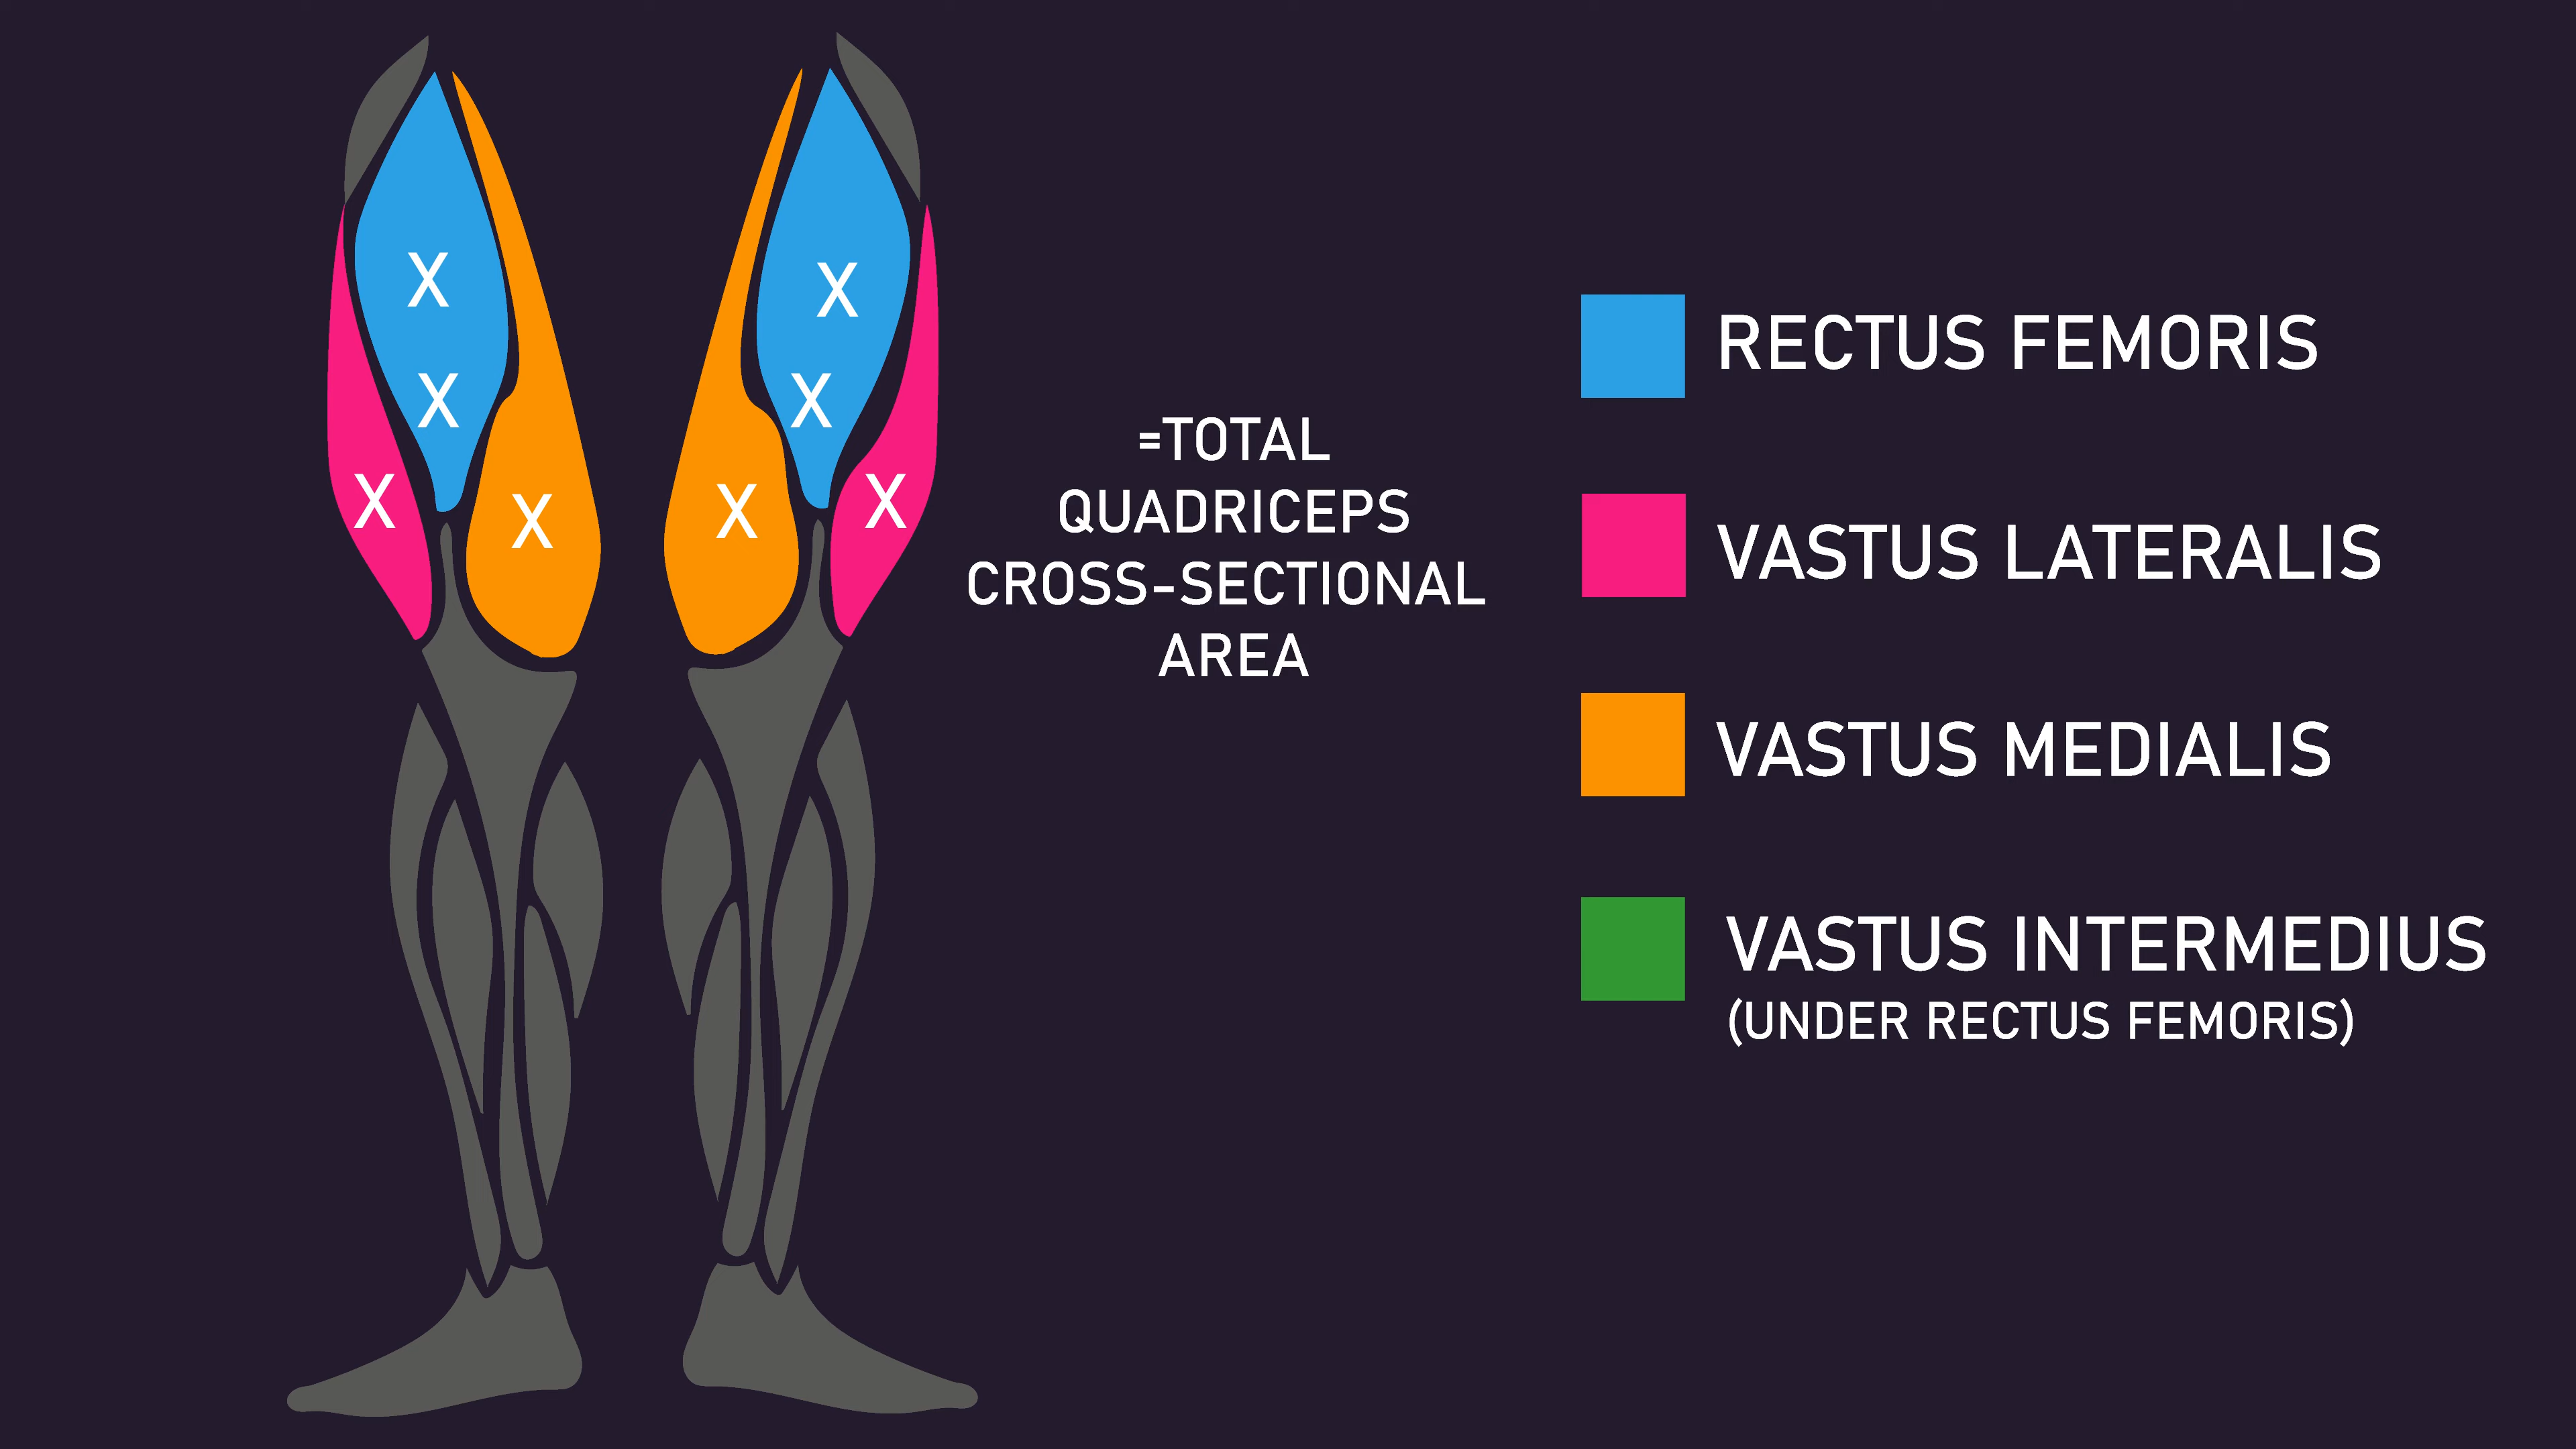 X
X
X
X
X
X
X
X
=TOTAL
QUADRICEPS
CROSS-SECTIONAL
AREA
RECTUS FEMORIS
VASTUS LATERALIS
VASTUS MEDIALIS
VASTUS INTERMEDIUS
(UNDER RECTUS FEMORIS)